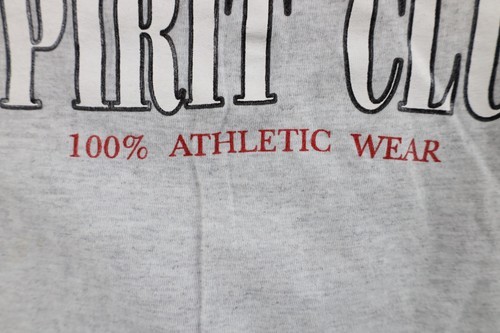 PIRIT CLU
100% ATHLETIC WEAR